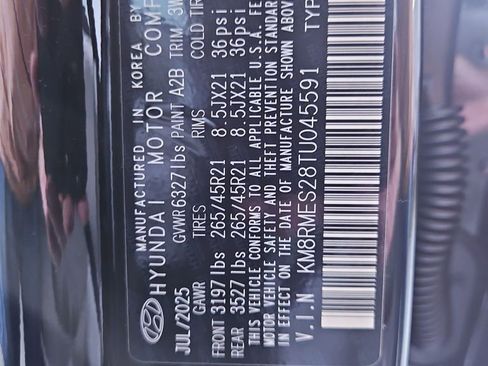 MANUFACTURED IN KOREA BY
HYUNDAI MOTOR COMP
JUL/2025 GVWR 6327 lbs PAINT A2B TRIM 3W
GAWR TIRES RIMS COLD TIR
FRONT 3197 lbs 265/45R21 8.5JX21 36psi
REAR 3527 lbs 265/45R21 8.5JX21 36psi
THIS VEHICLE CONFORMS TO ALL APPLICABLE U.S.A. FE
MOTOR VEHICLE SAFETY AND THEFT PREVENTION STANDAR
IN EFFECT ON THE DATE OF MANUFACTURE SHOWN ABOVE
V.I.N KM8RMES28TU045591 TYP